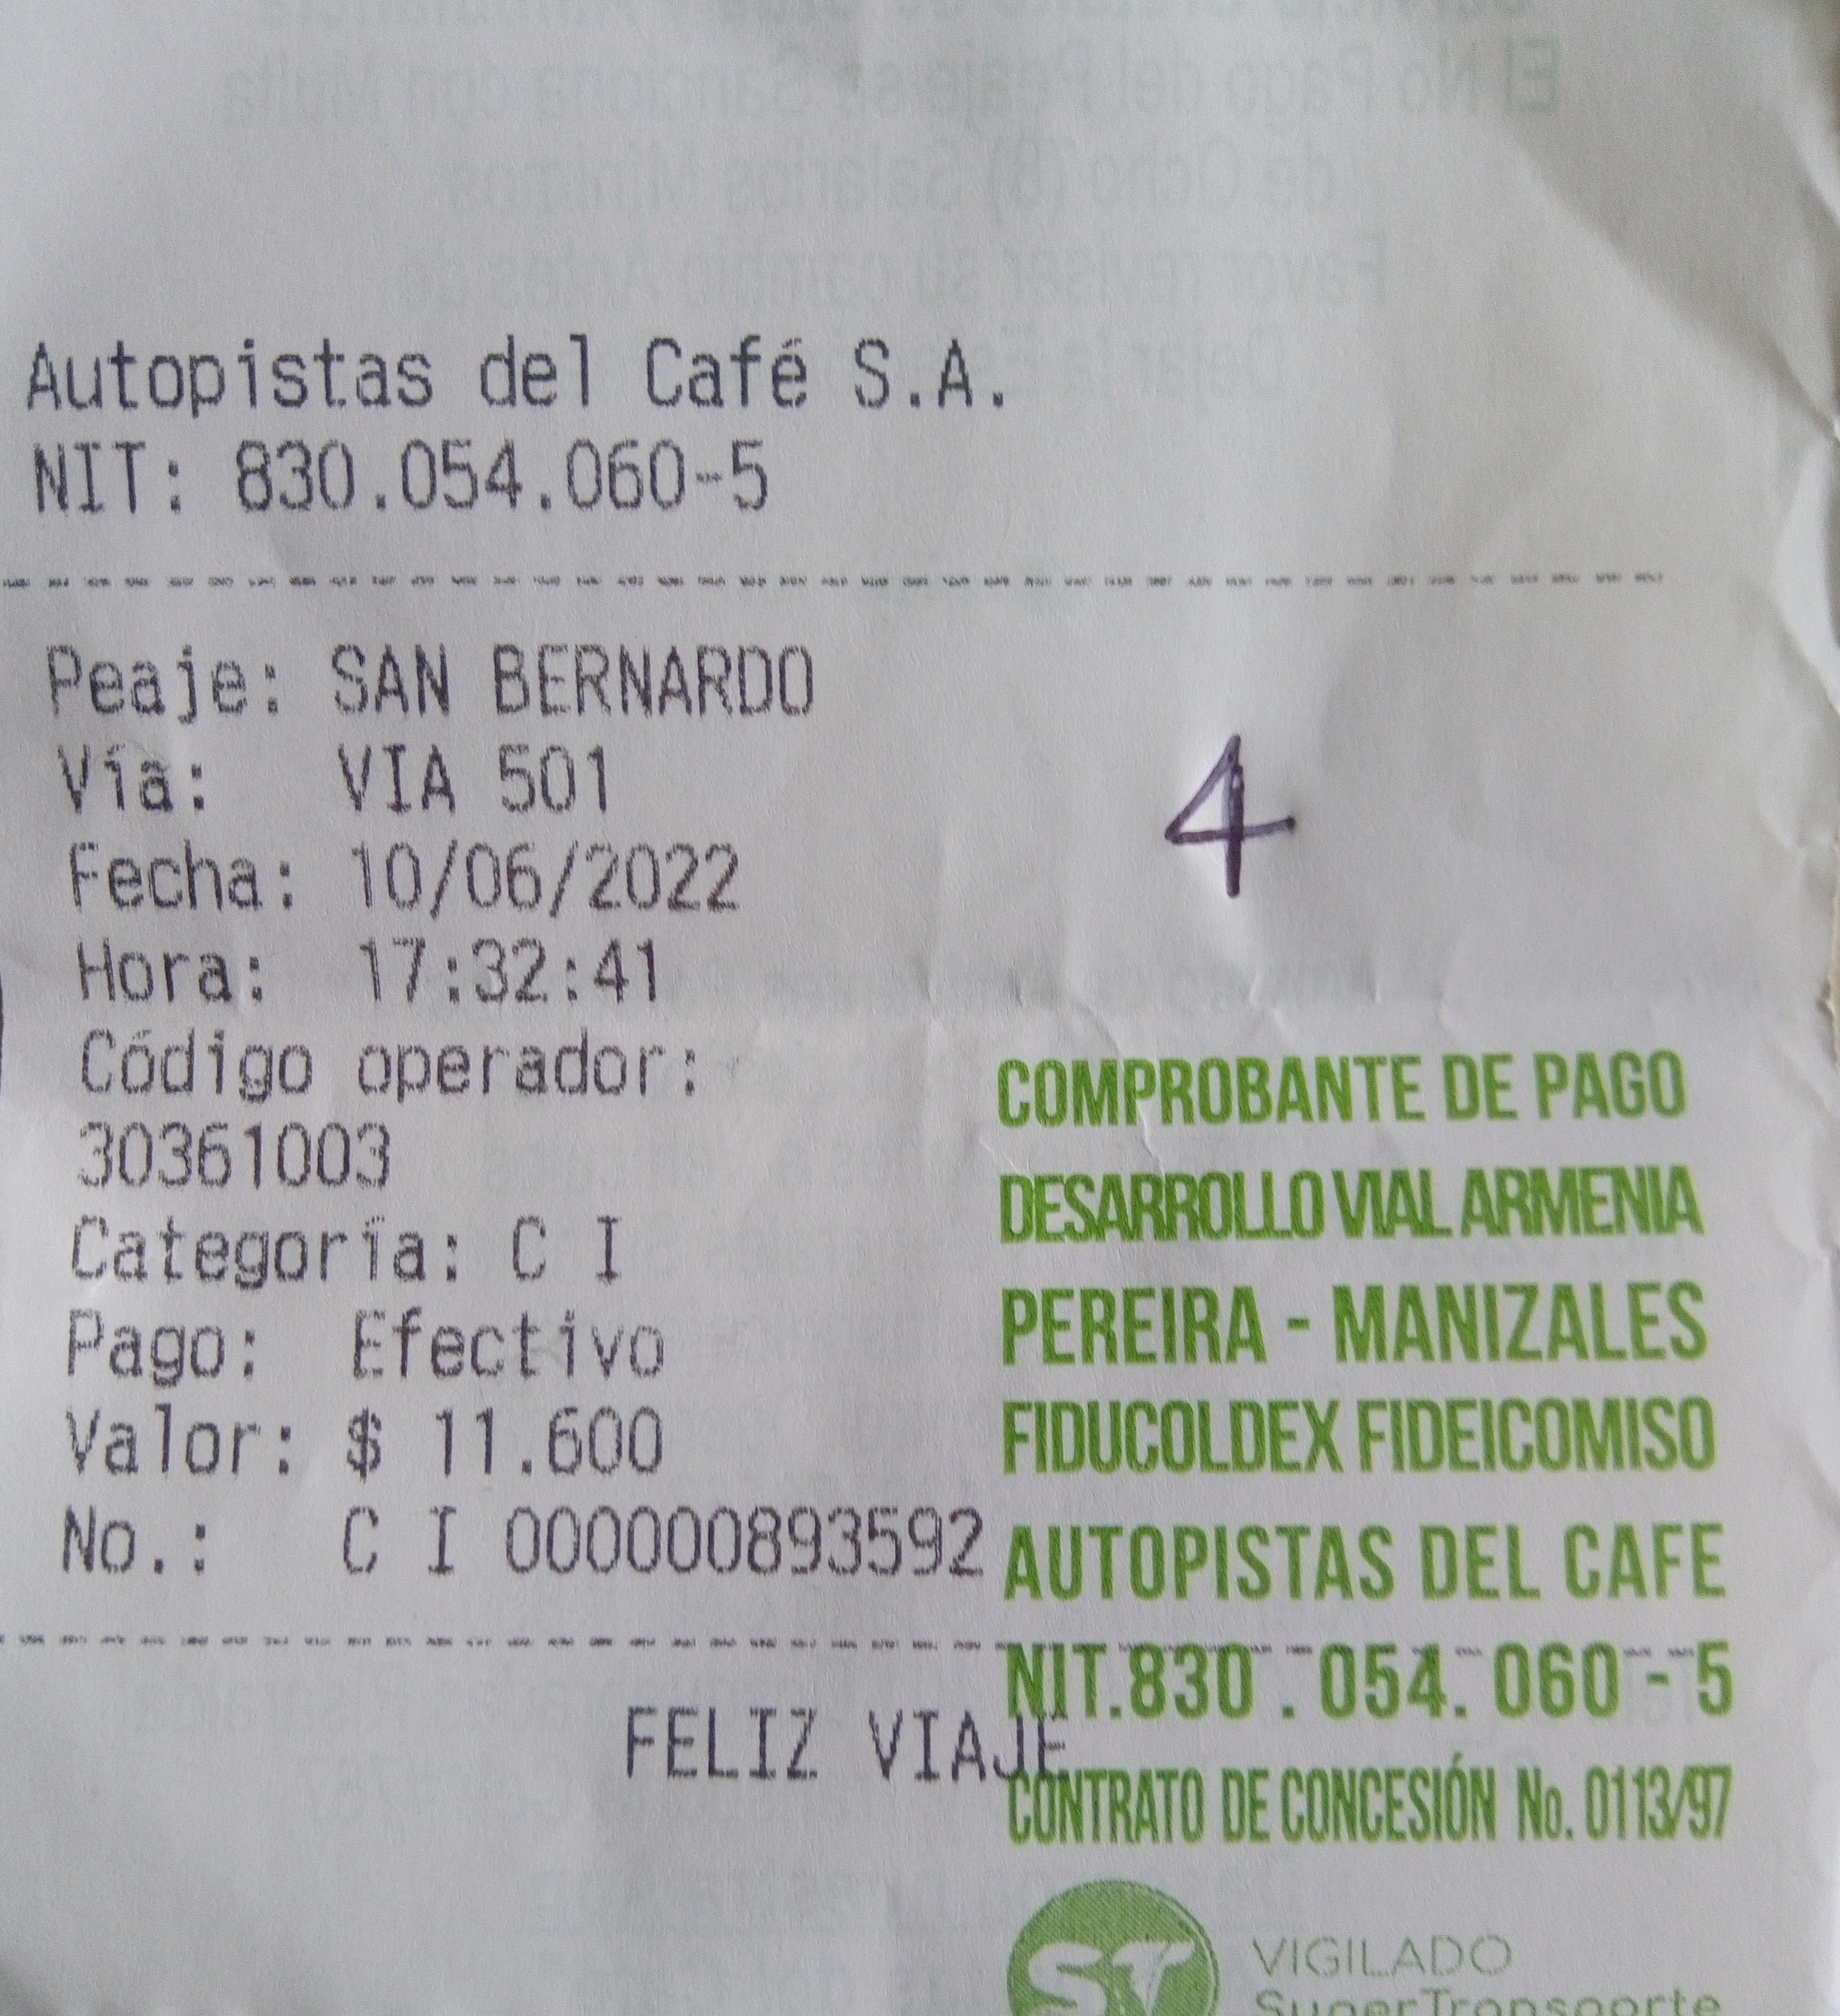 Autopistas del Café S.A.
NIT: 830.054.060-5
Peaje: SAN BERNARDO
Vía: VIA 501
Fecha: 10/06/2022
Hora: 17:32:41
Código operador:
30361003
Categoría: C I
Pago: Efectivo
Valor: $ 11.600
No.: C I 000000893592
FELIZ VIAJE
4
COMPROBANTE DE PAGO
DESARROLLO VIAL ARMENIA
PEREIRA - MANIZALES
FIDUCOLDEX FIDEICOMISO
AUTOPISTAS DEL CAFE
NIT.830.054.060-5
CONTRATO DE CONCESIÓN No. 0113/97
ST
VIGILADO
SuperTransporte